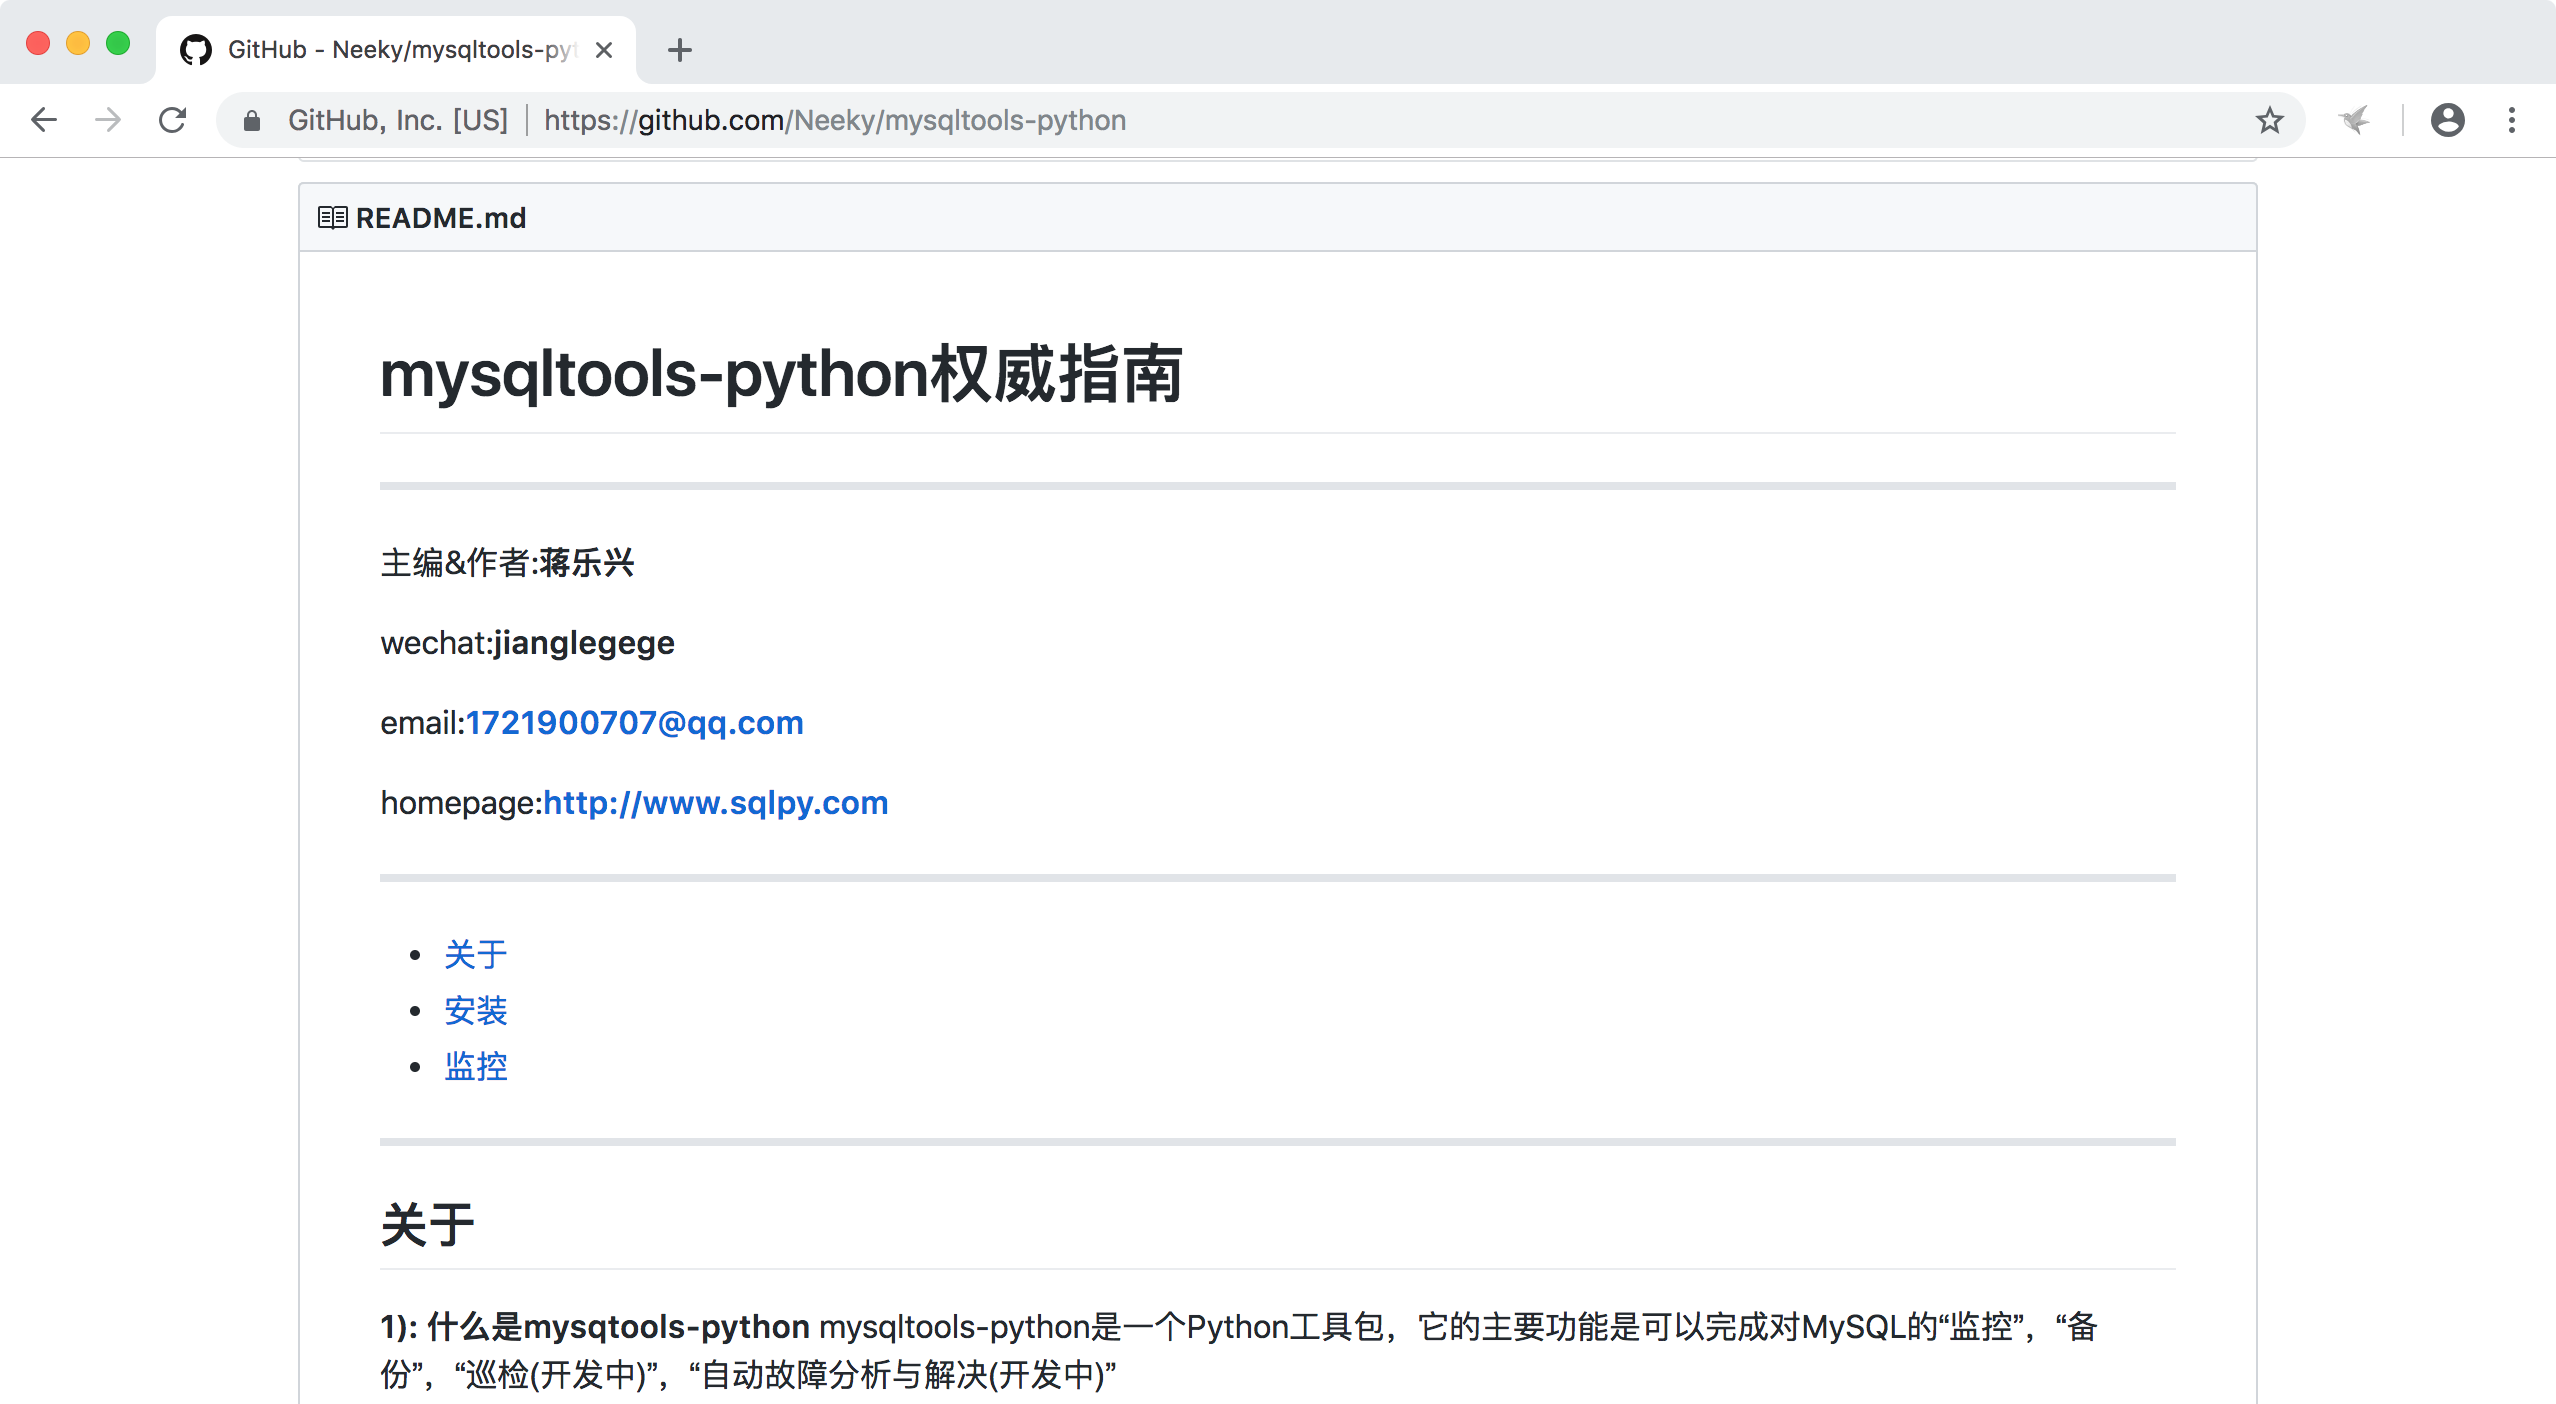 GitHub - Neeky/mysqltools-pyt
GitHub, Inc. [US] | https://github.com/Neeky/mysqltools-python
README.md
mysqltools-python权威指南
主编&作者:蒋乐兴
wechat:jianglegege
email:1721900707@qq.com
homepage:http://www.sqlpy.com
关于
安装
监控
关于
1): 什么是mysqtools-python mysqltools-python是一个Python工具包，它的主要功能是可以完成对MySQL的“监控”，“备
份”，“巡检(开发中)”，“自动故障分析与解决(开发中)”